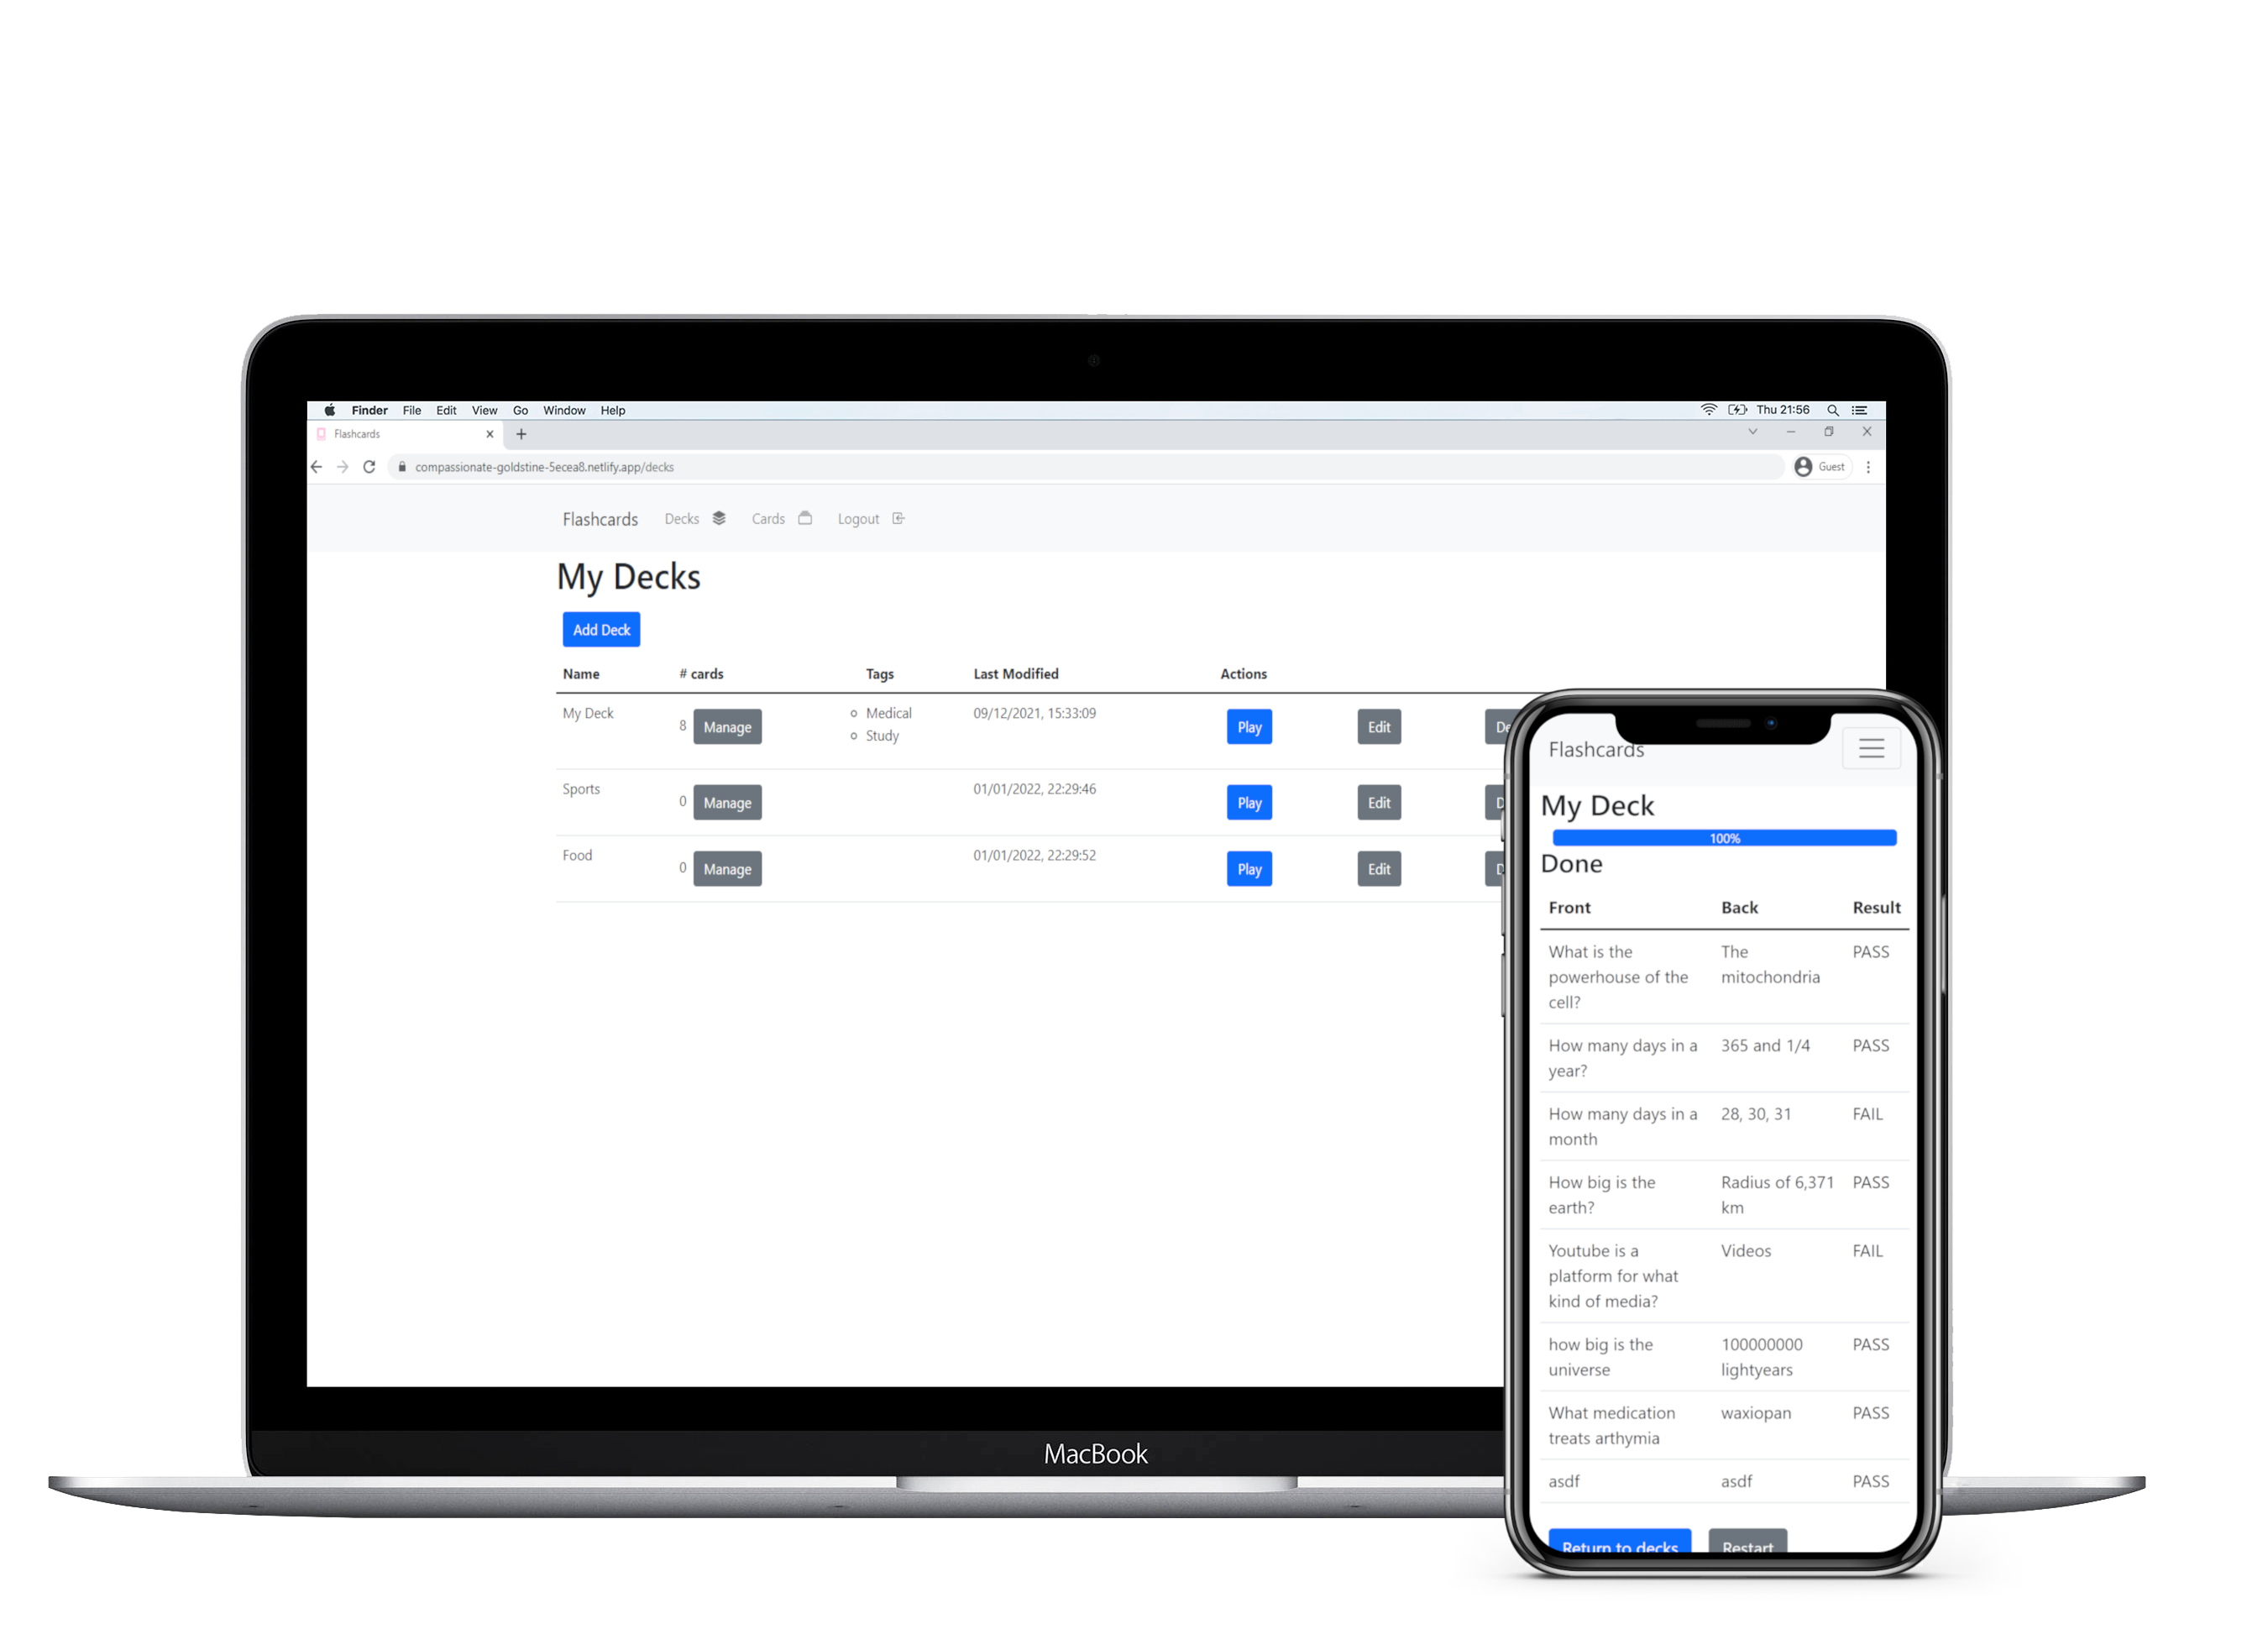 Finder File Edit View Go Window Help Thu 21:56
Flashcards
compassionate-goldstine-5ecea8.netlify.app/decks Guest
Flashcards Decks Cards Logout
My Decks
Add Deck
Name # cards Tags Last Modified Actions
My Deck 8 Manage Medical 09/12/2021, 15:33:09 Play Edit De
Study
Sports 0 Manage 01/01/2022, 22:29:46 Play Edit D
Food 0 Manage 01/01/2022, 22:29:52 Play Edit D
MacBook
Flashcards
My Deck
100%
Done
Front Back Result
What is the The PASS
powerhouse of the mitochondria
cell?
How many days in a 365 and 1/4 PASS
year?
How many days in a 28, 30, 31 FAIL
month
How big is the Radius of 6,371 PASS
earth? km
Youtube is a Videos FAIL
platform for what
kind of media?
how big is the 100000000 PASS
universe lightyears
What medication waxiopan PASS
treats arthymia
asdf asdf PASS
Return to decks Restart